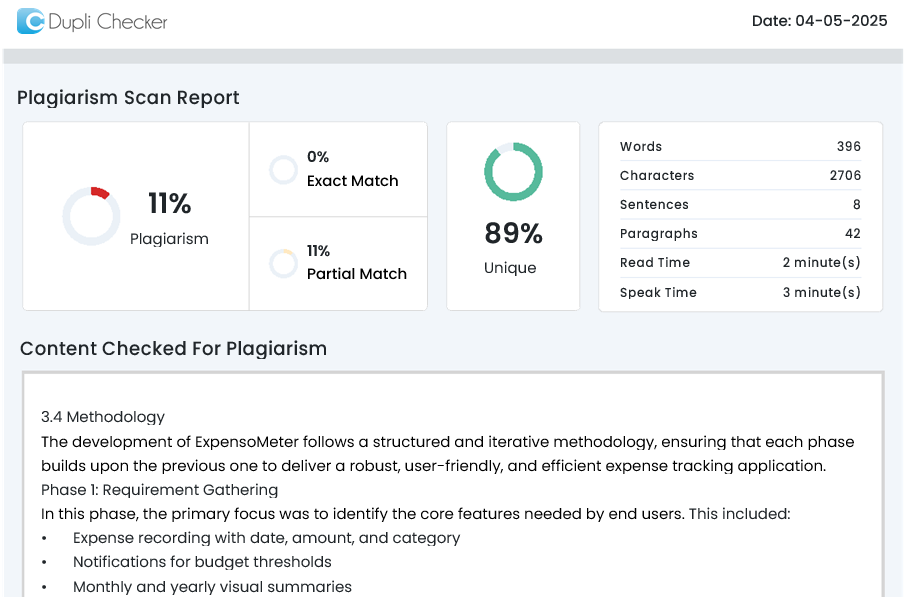 Dupli Checker
Date: 04-05-2025
Plagiarism Scan Report
11%
Plagiarism
0%
Exact Match
11%
Partial Match
89%
Unique
Words 396
Characters 2706
Sentences 8
Paragraphs 42
Read Time 2 minute(s)
Speak Time 3 minute(s)
Content Checked For Plagiarism
3.4 Methodology
The development of ExpensoMeter follows a structured and iterative methodology, ensuring that each phase
builds upon the previous one to deliver a robust, user-friendly, and efficient expense tracking application.
Phase 1: Requirement Gathering
In this phase, the primary focus was to identify the core features needed by end users. This included:
• Expense recording with date, amount, and category
• Notifications for budget thresholds
• Monthly and yearly visual summaries